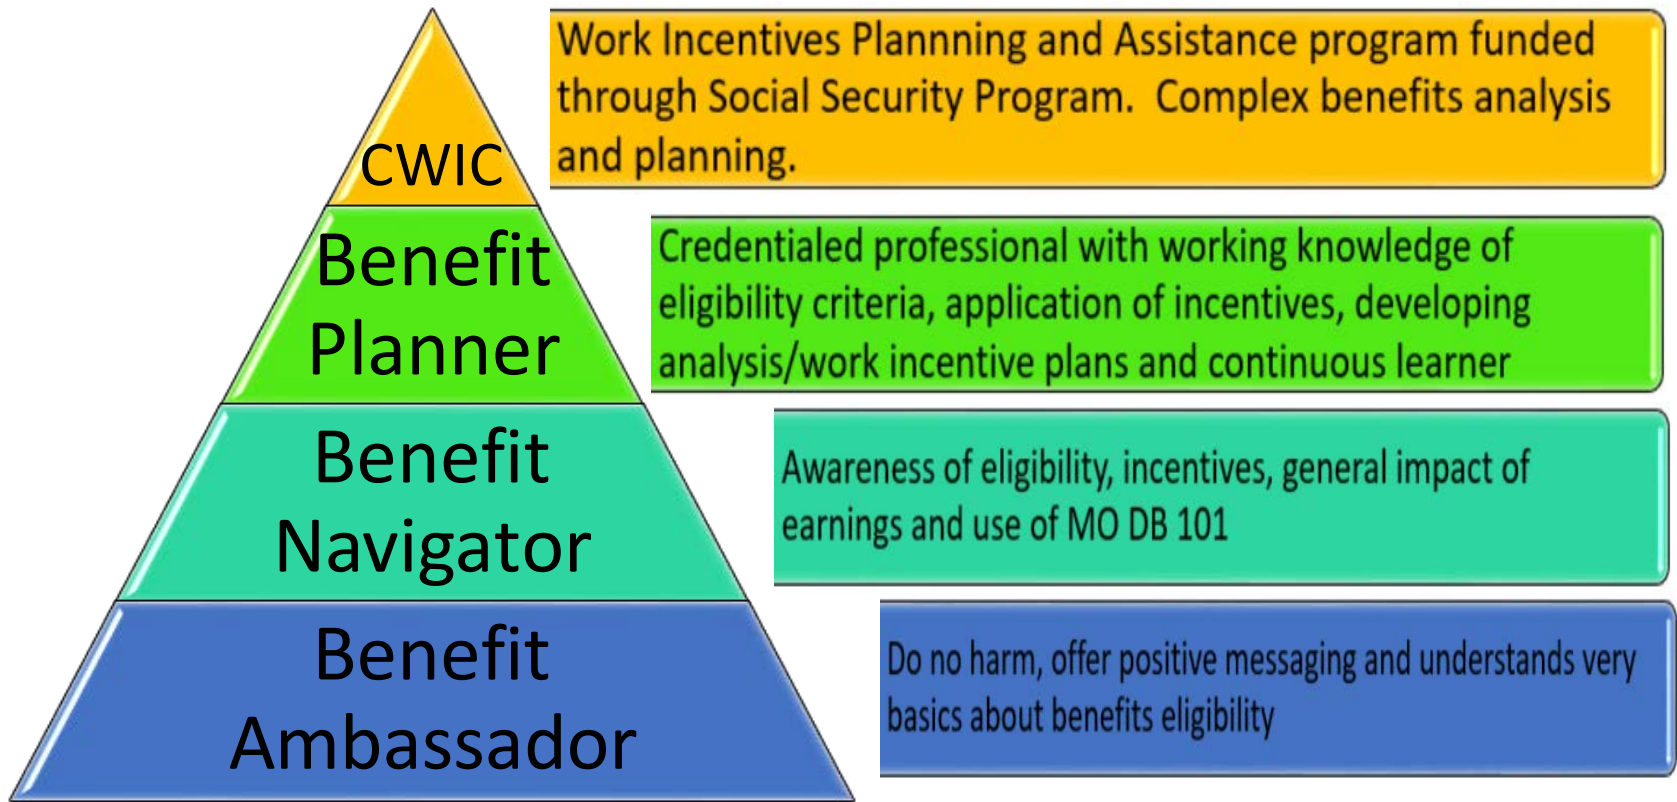 CWIC
Work Incentives Plannning and Assistance program funded
through Social Security Program.  Complex benefits analysis
and planning.
Benefit
Planner
Credentialed professional with working knowledge of
eligibility criteria, application of incentives, developing
analysis/work incentive plans and continuous learner
Benefit
Navigator
Awareness of eligibility, incentives, general impact of
earnings and use of MO DB 101
Benefit
Ambassador
Do no harm, offer positive messaging and understands very
basics about benefits eligibility